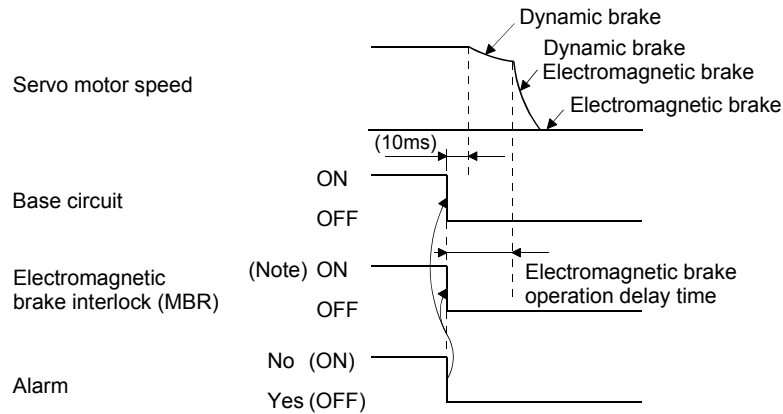 Dynamic brake
Dynamic brake
Electromagnetic brake
Servo motor speed
Electromagnetic brake
(10ms)
ON
Base circuit
OFF
Electromagnetic
brake interlock (MBR)
(Note) ON
OFF
Electromagnetic brake
operation delay time
No (ON)
Alarm
Yes (OFF)